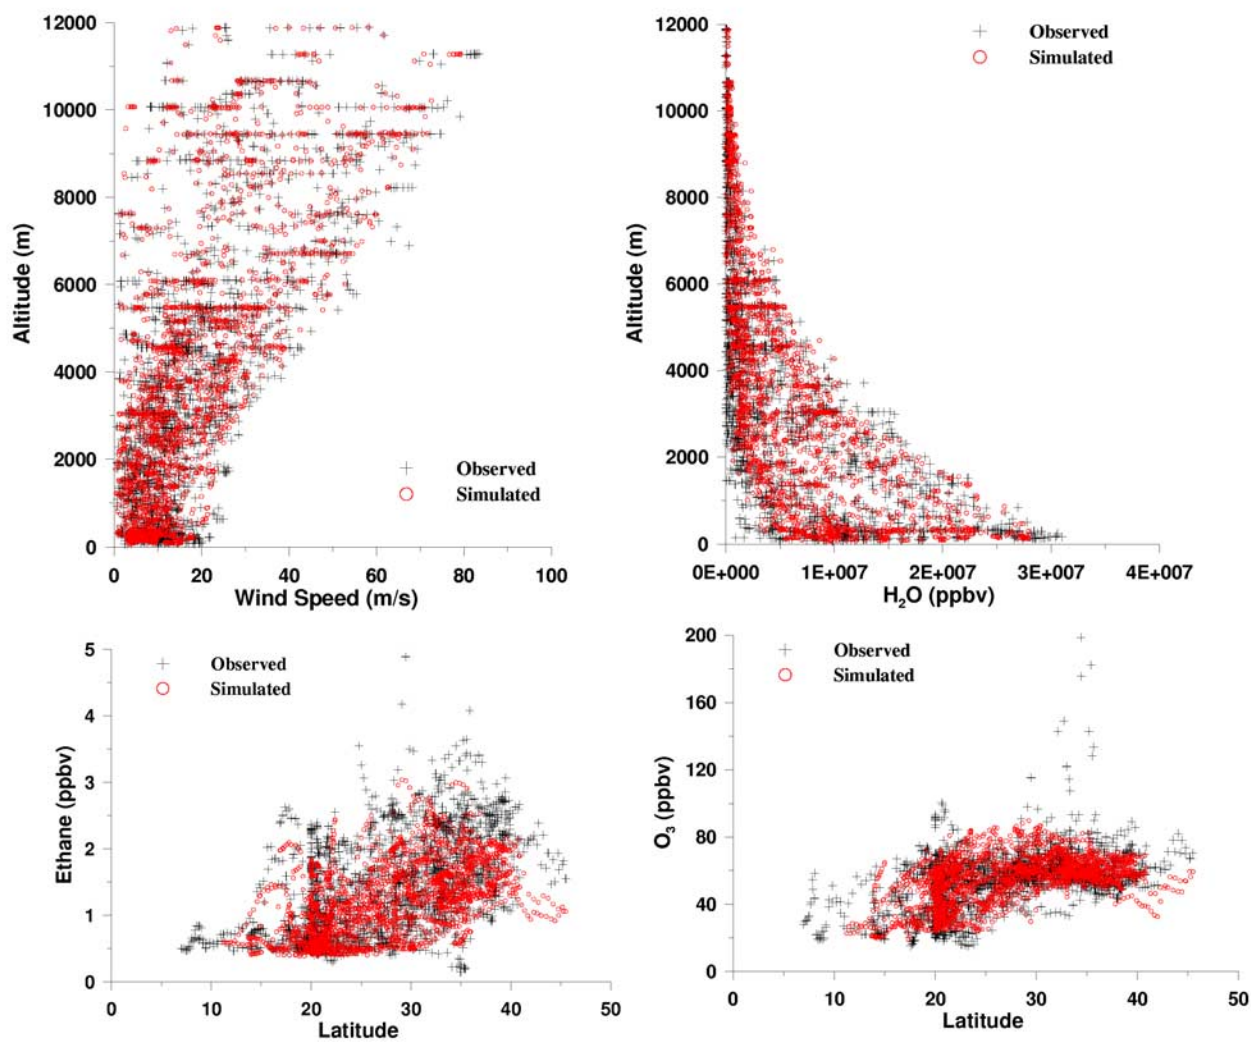 12000
10000
8000
6000
4000
2000
0
Altitude (m)
Observed
Simulated
0 20 40 60 80 100
Wind Speed (m/s)
12000
10000
8000
6000
4000
2000
0
Altitude (m)
Observed
Simulated
0E+000 1E+007 2E+007 3E+007 4E+007
H₂O (ppbv)
5
4
3
2
1
0
Ethane (ppbv)
Observed
Simulated
0 10 20 30 40 50
Latitude
200
160
120
80
40
0
O₃ (ppbv)
Observed
Simulated
0 10 20 30 40 50
Latitude